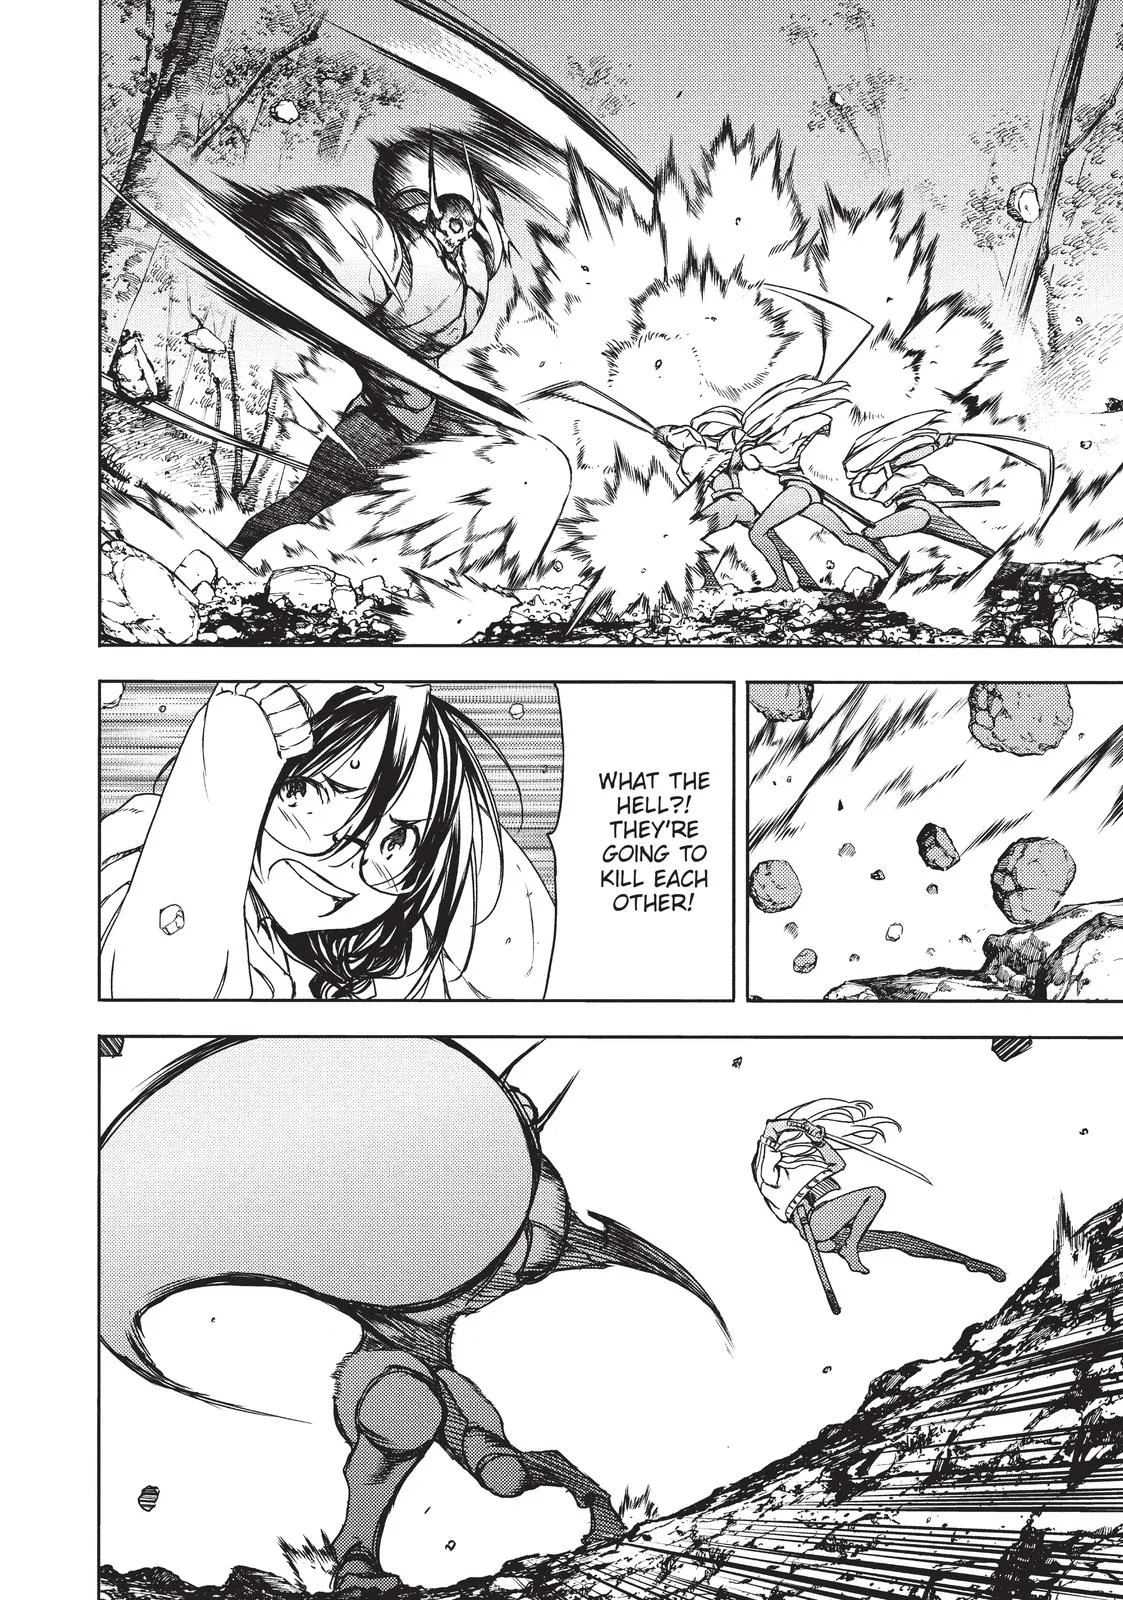 WHAT THE
HELL?!
THEY'RE
GOING TO
KILL EACH
OTHER!